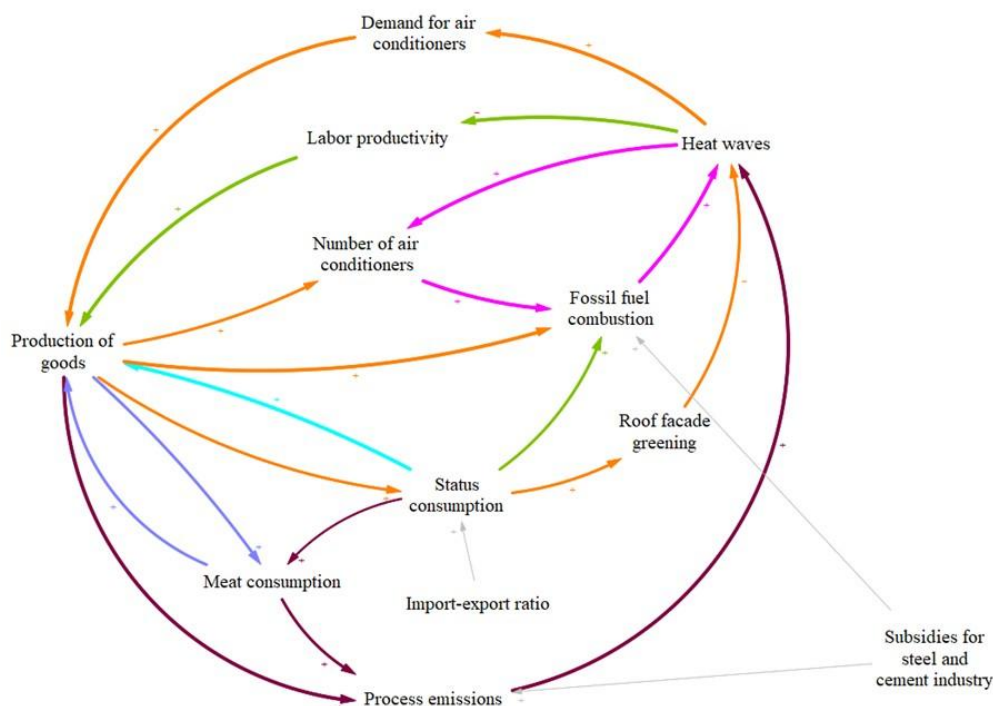 Demand for air
conditioners
Labor productivity
Heat waves
Number of air
conditioners
Fossil fuel
combustion
Production of
goods
Roof facade
greening
Status
consumption
Meat consumption
Import-export ratio
Subsidies for
steel and
cement industry
Process emissions